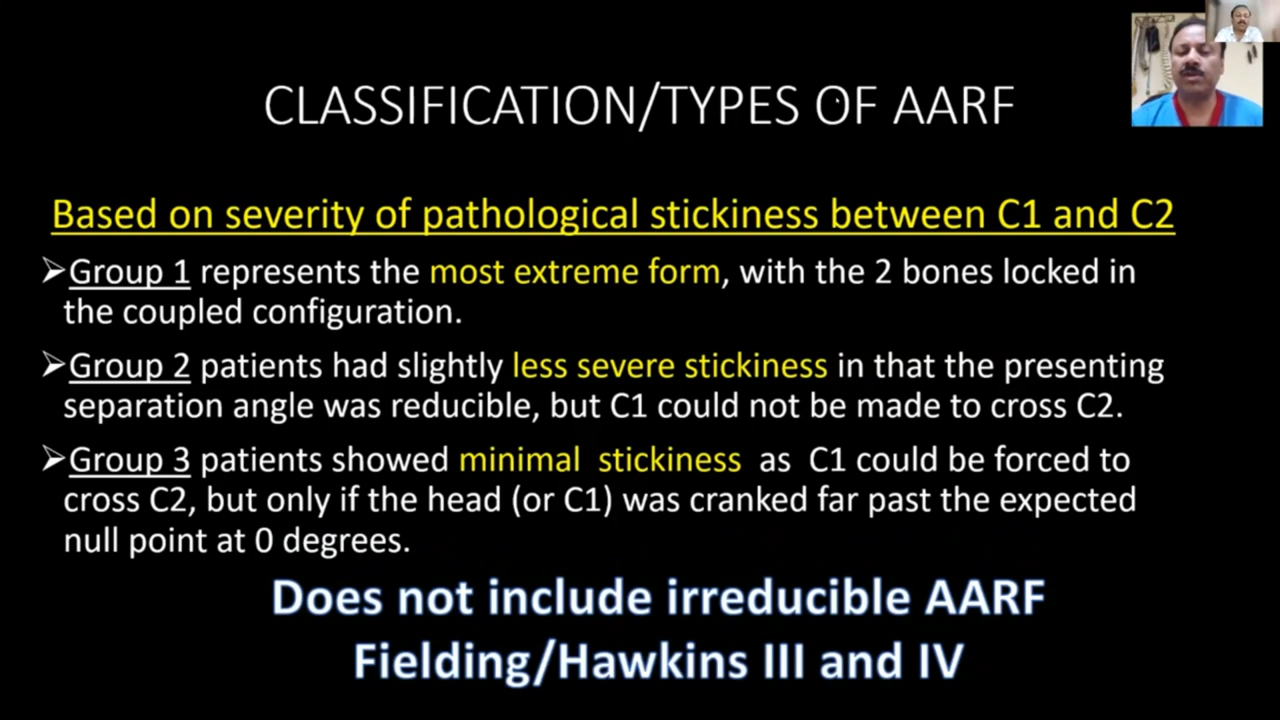 CLASSIFICATION/TYPES OF AARF
Based on severity of pathological stickiness between C1 and C2
➢Group 1 represents the most extreme form, with the 2 bones locked in
the coupled configuration.
➢Group 2 patients had slightly less severe stickiness in that the presenting
separation angle was reducible, but C1 could not be made to cross C2.
➢Group 3 patients showed minimal stickiness as C1 could be forced to
cross C2, but only if the head (or C1) was cranked far past the expected
null point at 0 degrees.
Does not include irreducible AARF
Fielding/Hawkins III and IV